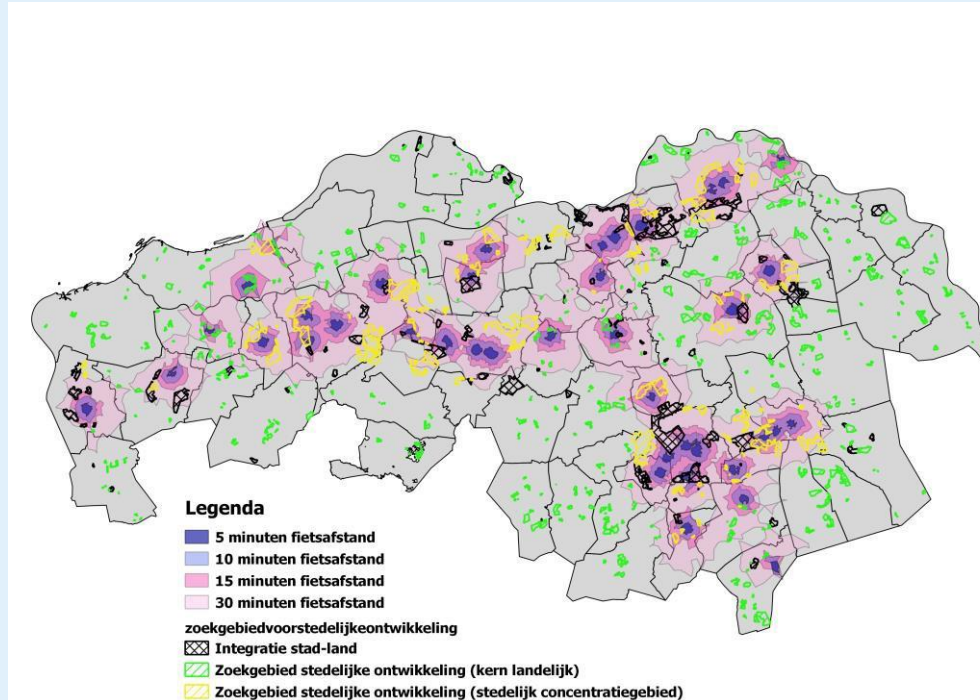 Legenda
5 minuten fietsafstand
10 minuten fietsafstand
15 minuten fietsafstand
30 minuten fietsafstand
zoekgebiedvoorstedelijkeontwikkeling
Integratie stad-land
Zoekgebied stedelijke ontwikkeling (kern landelijk)
Zoekgebied stedelijke ontwikkeling (stedelijk concentratiegebied)